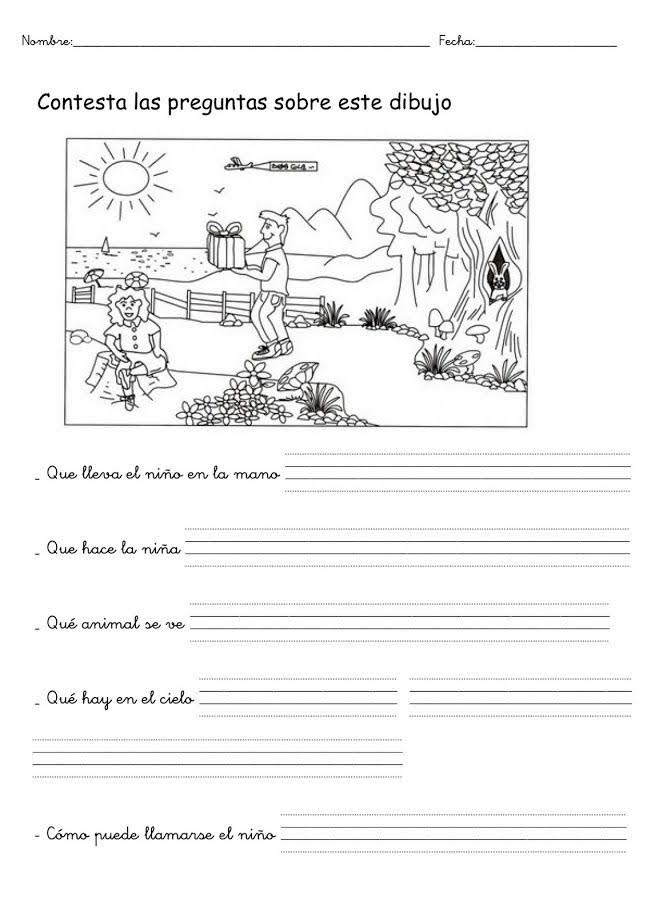 Nombre: Fecha:
Contesta las preguntas sobre este dibujo
- Que lleva el niño en la mano
- Que hace la niña
- Qué animal se ve
- Qué hay en el cielo
- Cómo puede llamarse el niño